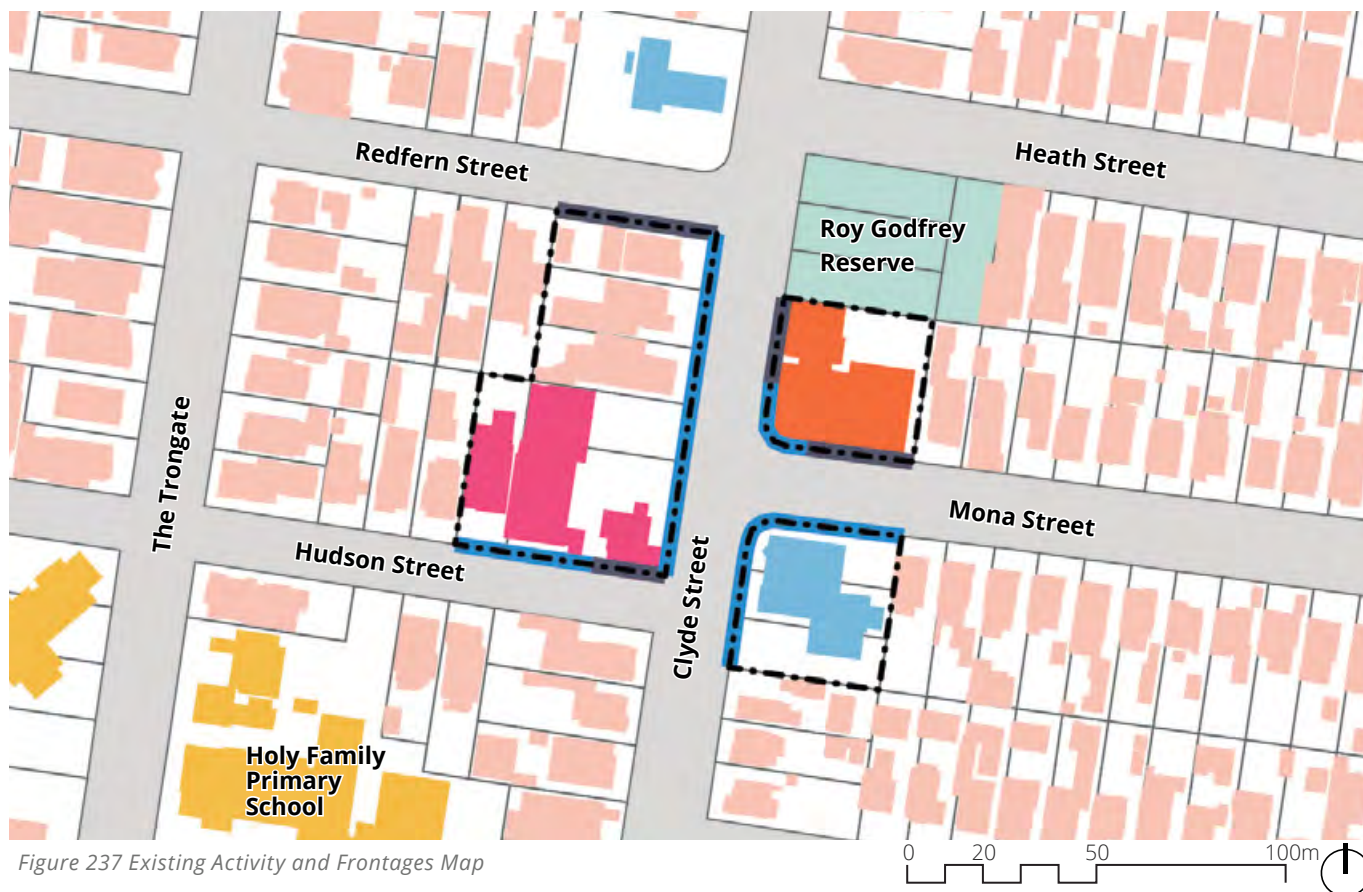 Redfern Street
Heath Street
Roy Godfrey
Reserve
The Trongate
Mona Street
Hudson Street
Clyde Street
Holy Family
Primary
School
Figure 237 Existing Activity and Frontages Map
0 20 50 100m